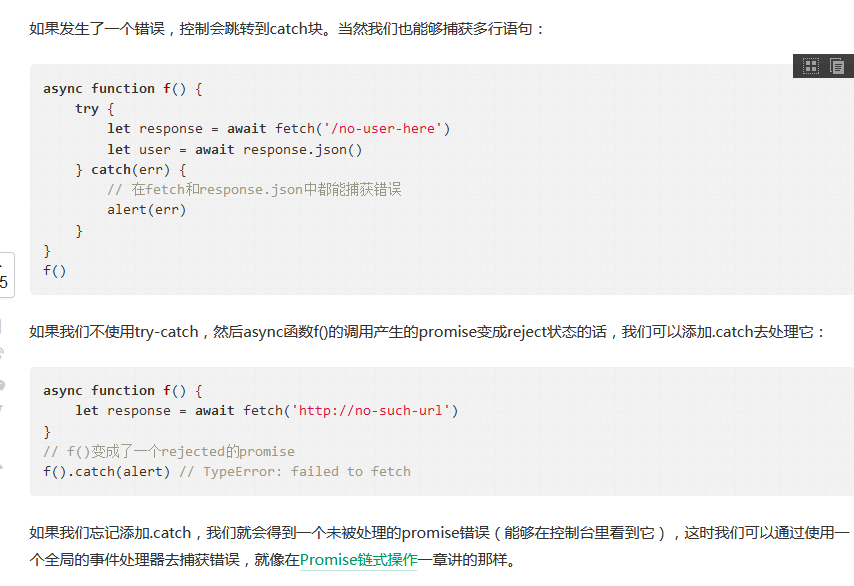 如果发生了一个错误，控制会跳转到catch块。当然我们也能够捕获多行语句：
async function f() {
    try {
        let response = await fetch('/no-user-here')
        let user = await response.json()
    } catch(err) {
        // 在fetch和response.json中都能捕获错误
        alert(err)
    }
}
f()
5
如果我们不使用try-catch，然后async函数f()的调用产生的promise变成reject状态的话，我们可以添加.catch去处理它：
async function f() {
    let response = await fetch('http://no-such-url')
}
// f()变成了一个rejected的promise
f().catch(alert) // TypeError: failed to fetch
如果我们忘记添加.catch，我们就会得到一个未被处理的promise错误（能够在控制台里看到它），这时我们可以通过使用一
个全局的事件处理器去捕获错误，就像在Promise链式操作一章讲的那样。